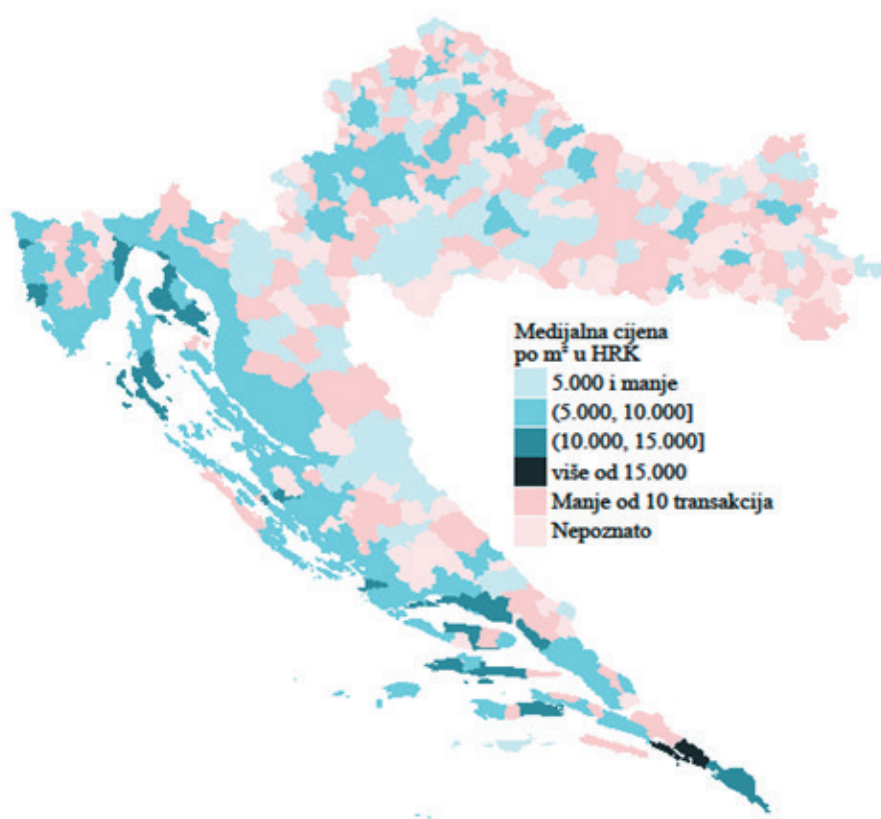 Medijalna cijena
po m² u HRK
5.000 i manje
(5.000, 10.000]
(10.000, 15.000]
više od 15.000
Manje od 10 transakcija
Nepoznato